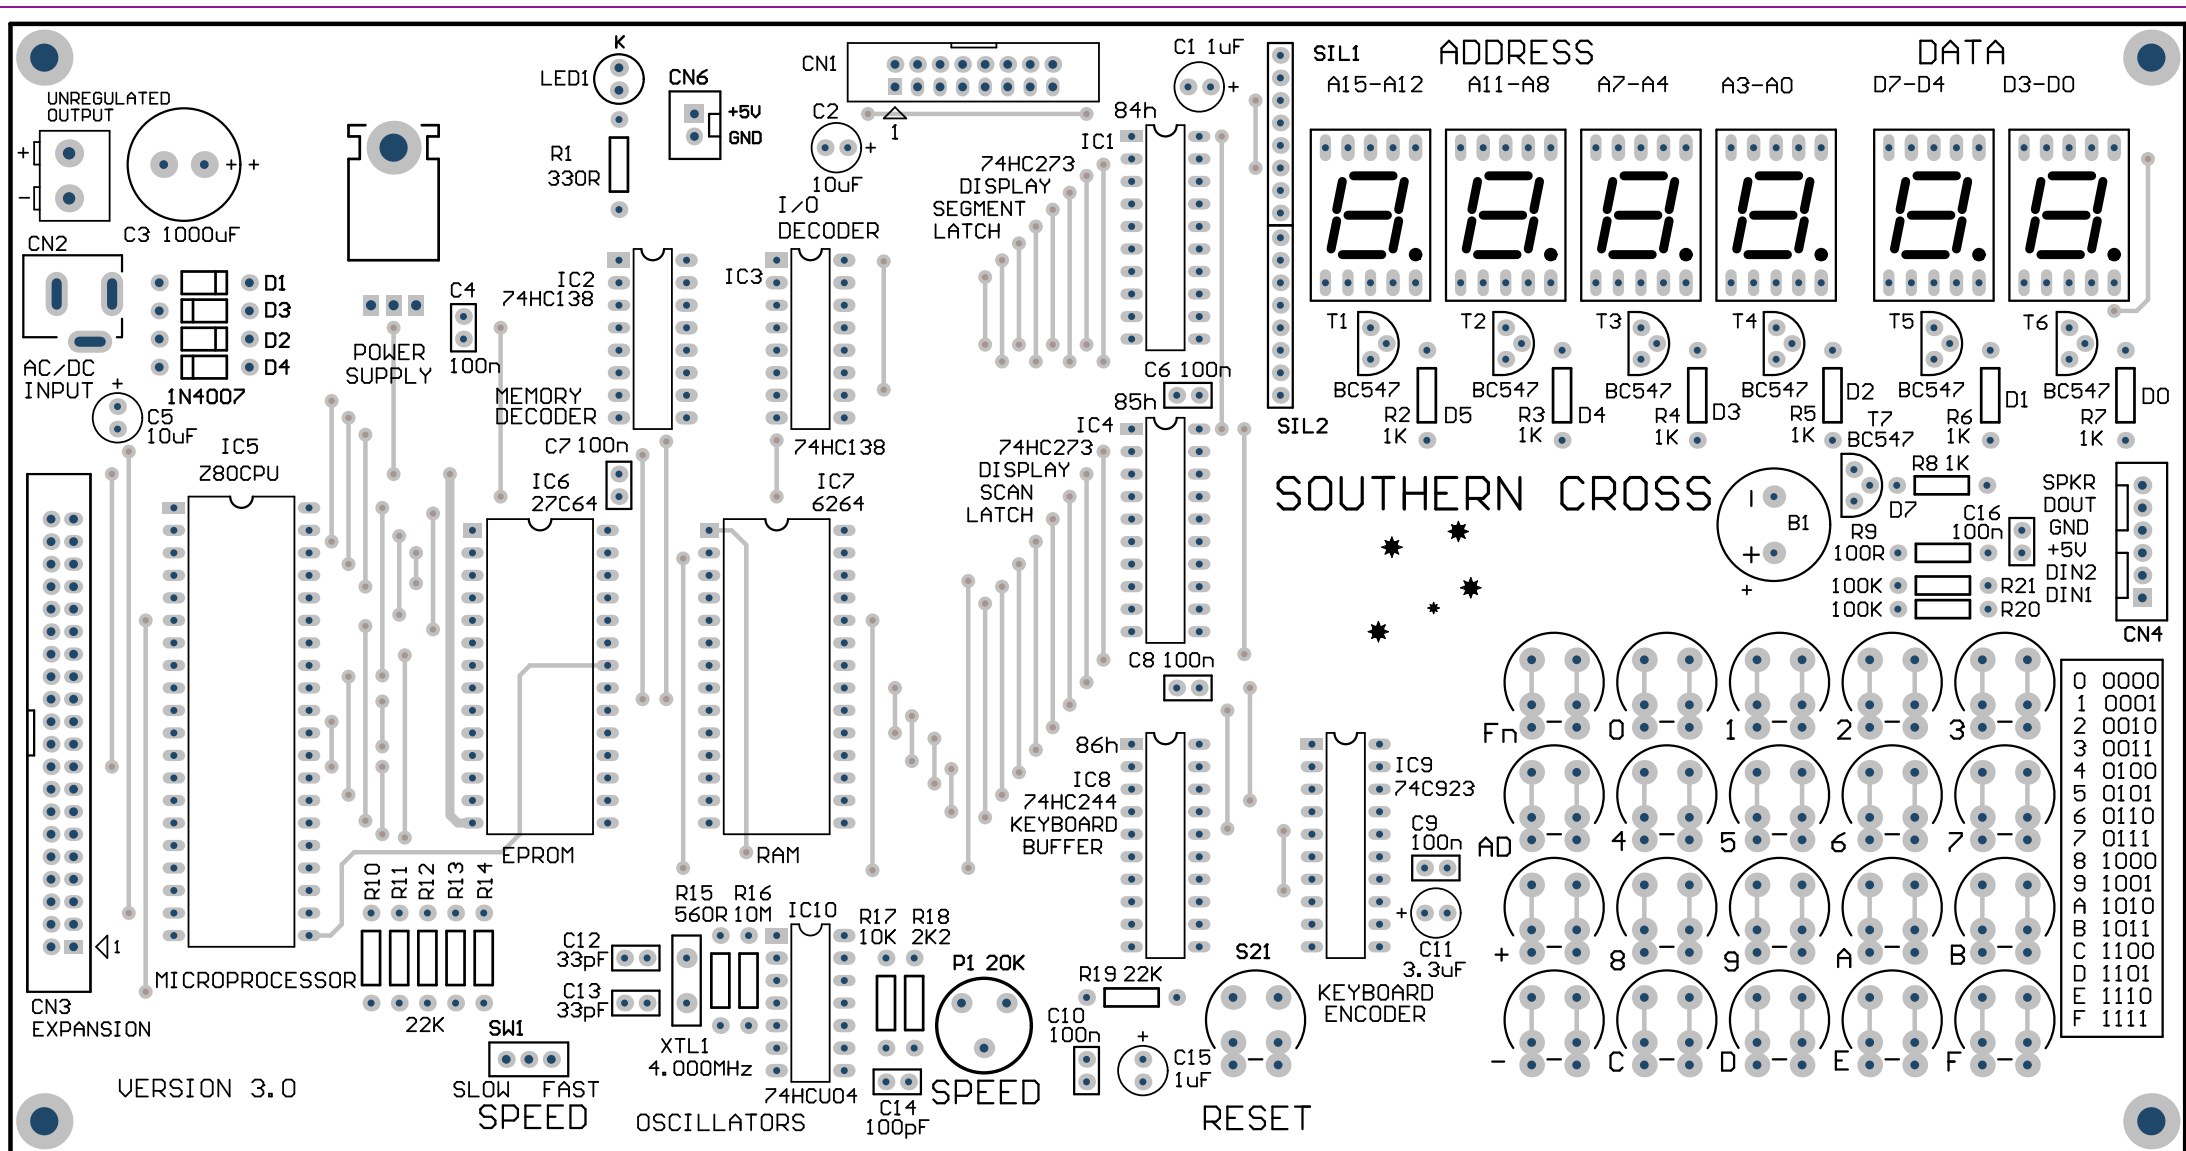 UNREGULATED
OUTPUT
+
-
+ +
C3 1000uF
CN2
AC/DC
INPUT
D1
D3
D2
D4
1N4007
+
C5
10uF
POWER
SUPPLY
C4
100n
K
LED1
R1
330R
CN6
+5V
GND
CN1
1
C2
+
10uF
I/O
DECODER
IC2
74HC138
IC3
MEMORY
DECODER
74HC138
C7 100n
C1 1uF
+
84h
IC1
74HC273
DISPLAY
SEGMENT
LATCH
C6 100n
85h
IC4
74HC273
DISPLAY
SCAN
LATCH
C8 100n
SIL1
SIL2
ADDRESS
DATA
A15-A12
A11-A8
A7-A4
A3-A0
D7-D4
D3-D0
8.
8.
8.
8.
8.
8.
T1
T2
T3
T4
T5
T6
BC547
BC547
BC547
BC547
BC547
BC547
R2
1K
D5
R3
1K
D4
R4
1K
D3
R5
1K
D2
R6
1K
D1
R7
1K
D0
T7
BC547
SOUTHERN CROSS
-
B1
+
+
R8 1K
D7
R9
100R
C16
100n
100K
R21
100K
R20
SPKR
DOUT
GND
+5V
DIN2
DIN1
CN4
IC5
Z80CPU
MICROPROCESSOR
IC6
27C64
EPROM
IC7
6264
RAM
1
CN3
EXPANSION
R10
R11
R12
R13
R14
22K
SW1
SLOW FAST
SPEED
VERSION 3.0
C12
33pF
C13
33pF
XTL1
4.000MHz
R15
560R
R16
10M
IC10
74HCU04
OSCILLATORS
R17
10K
R18
2K2
C14
100pF
P1 20K
SPEED
86h
IC8
74HC244
KEYBOARD
BUFFER
IC9
74C923
C9
100n
+
C11
3.3uF
KEYBOARD
ENCODER
R19 22K
C10
100n
+
C15
1uF
S21
RESET
Fn
0
1
2
3
AD
4
5
6
7
+
8
9
A
B
-
C
D
E
F
0 0000
1 0001
2 0010
3 0011
4 0100
5 0101
6 0110
7 0111
8 1000
9 1001
A 1010
B 1011
C 1100
D 1101
E 1110
F 1111